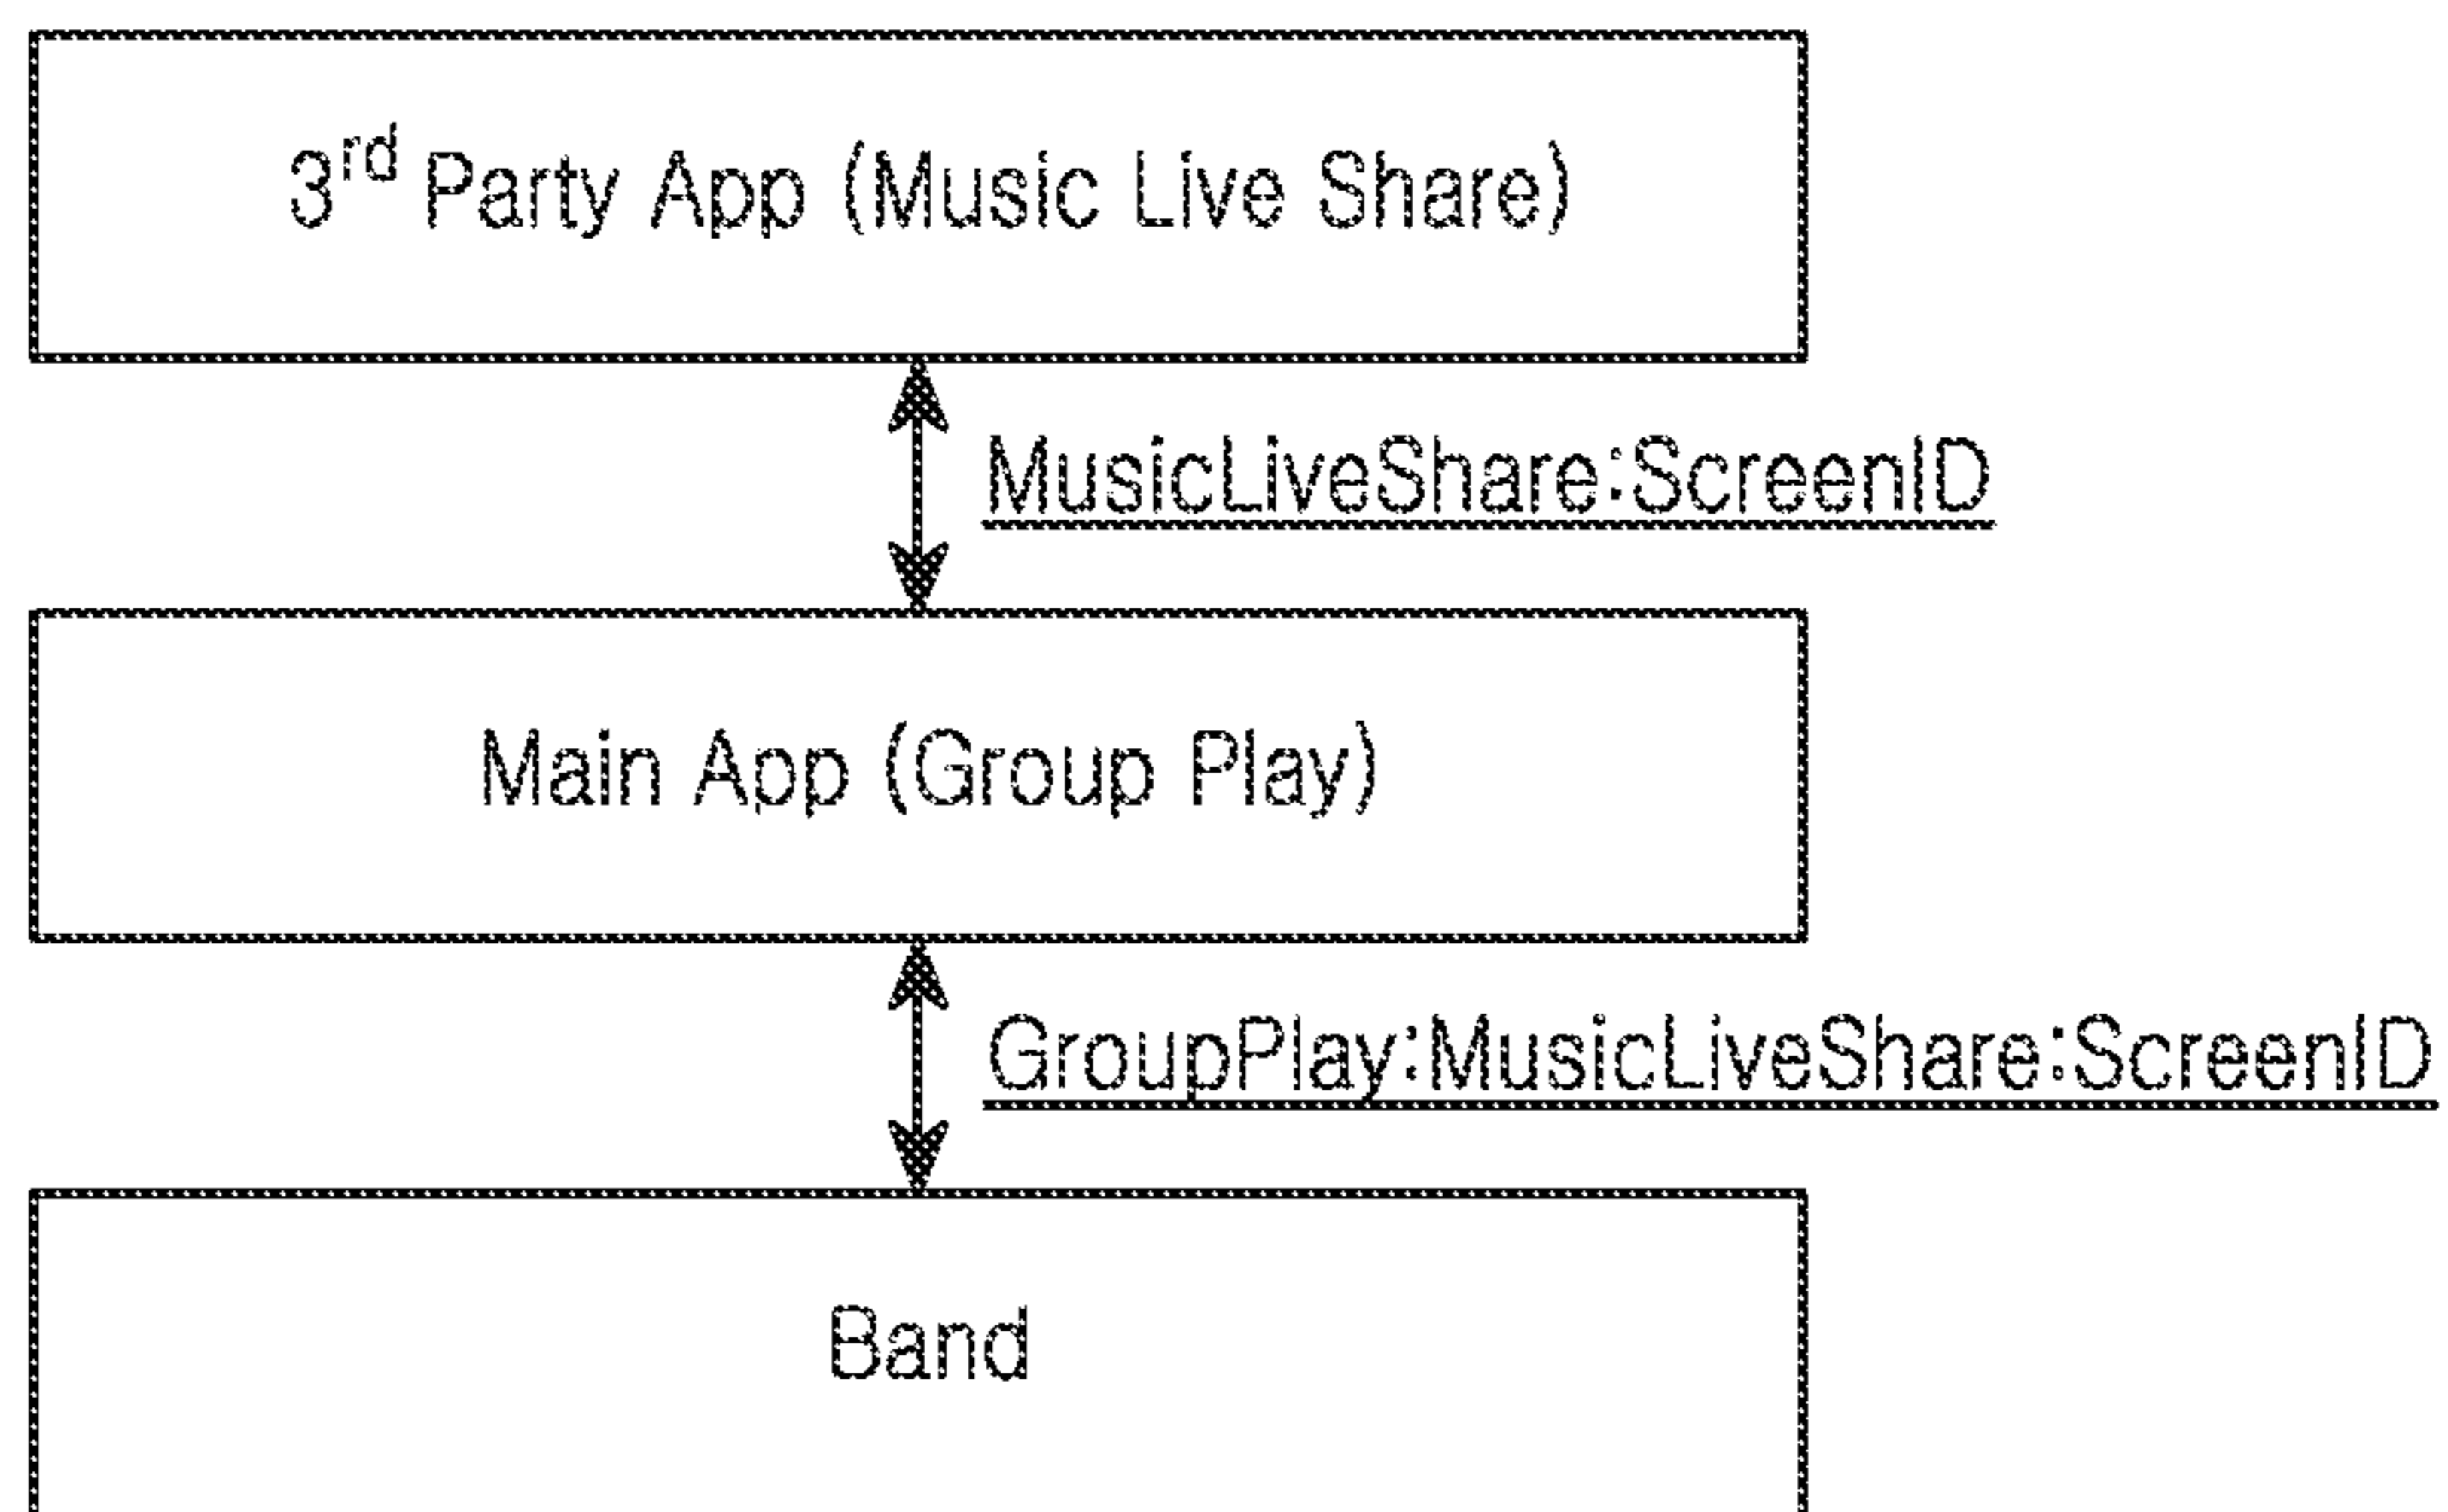 3rd Party App (Music Live Share)
MusicLiveShare:ScreenID
Main App (Group Play)
GroupPlay:MusicLiveShare:ScreenID
Band